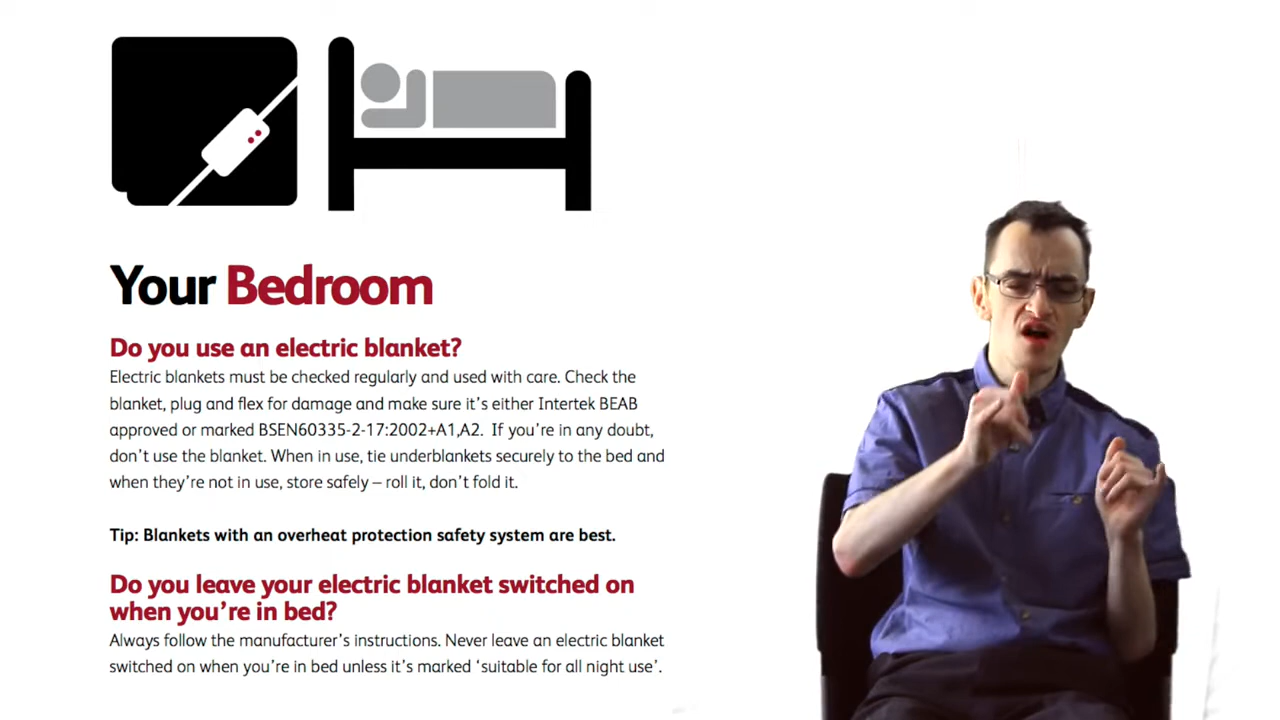 Your Bedroom
Do you use an electric blanket?
Electric blankets must be checked regularly and used with care. Check the
blanket, plug and flex for damage and make sure it’s either Intertek BEAB
approved or marked BSEN60335-2-17:2002+A1,A2.  If you’re in any doubt,
don’t use the blanket. When in use, tie underblankets securely to the bed and
when they’re not in use, store safely – roll it, don’t fold it.
Tip: Blankets with an overheat protection safety system are best.
Do you leave your electric blanket switched on
when you’re in bed?
Always follow the manufacturer’s instructions. Never leave an electric blanket
switched on when you’re in bed unless it’s marked ‘suitable for all night use’.